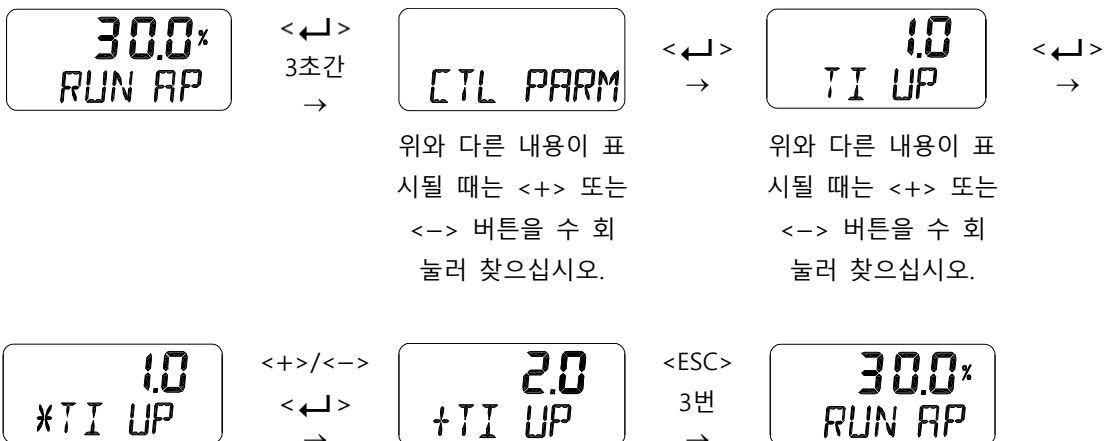 30.0%
RUN AP
<↵>
3초간
→
CTL PARM
<↵>
→
1.0
TI UP
<↵>
→
위와 다른 내용이 표
시될 때는 <+> 또는
<−> 버튼을 수 회
눌러 찾으십시오.
위와 다른 내용이 표
시될 때는 <+> 또는
<−> 버튼을 수 회
눌러 찾으십시오.
1.0
*TI UP
<+>/<−>
<↵>
→
2.0
+TI UP
<ESC>
3번
→
30.0%
RUN AP